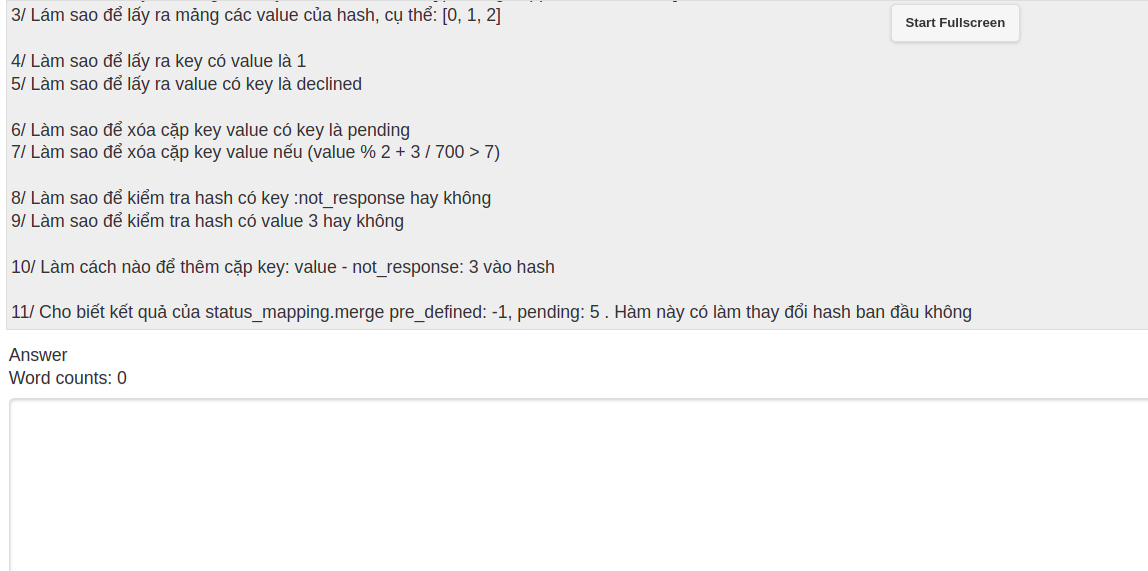 3/ Lám sao để lấy ra mảng các value của hash, cụ thể: [0, 1, 2]
Start Fullscreen
4/ Làm sao để lấy ra key có value là 1
5/ Làm sao để lấy ra value có key là declined
6/ Làm sao để xóa cặp key value có key là pending
7/ Làm sao để xóa cặp key value nếu (value % 2 + 3 / 700 > 7)
8/ Làm sao để kiểm tra hash có key :not_response hay không
9/ Làm sao để kiểm tra hash có value 3 hay không
10/ Làm cách nào để thêm cặp key: value - not_response: 3 vào hash
11/ Cho biết kết quả của status_mapping.merge pre_defined: -1, pending: 5 . Hàm này có làm thay đổi hash ban đầu không
Answer
Word counts: 0